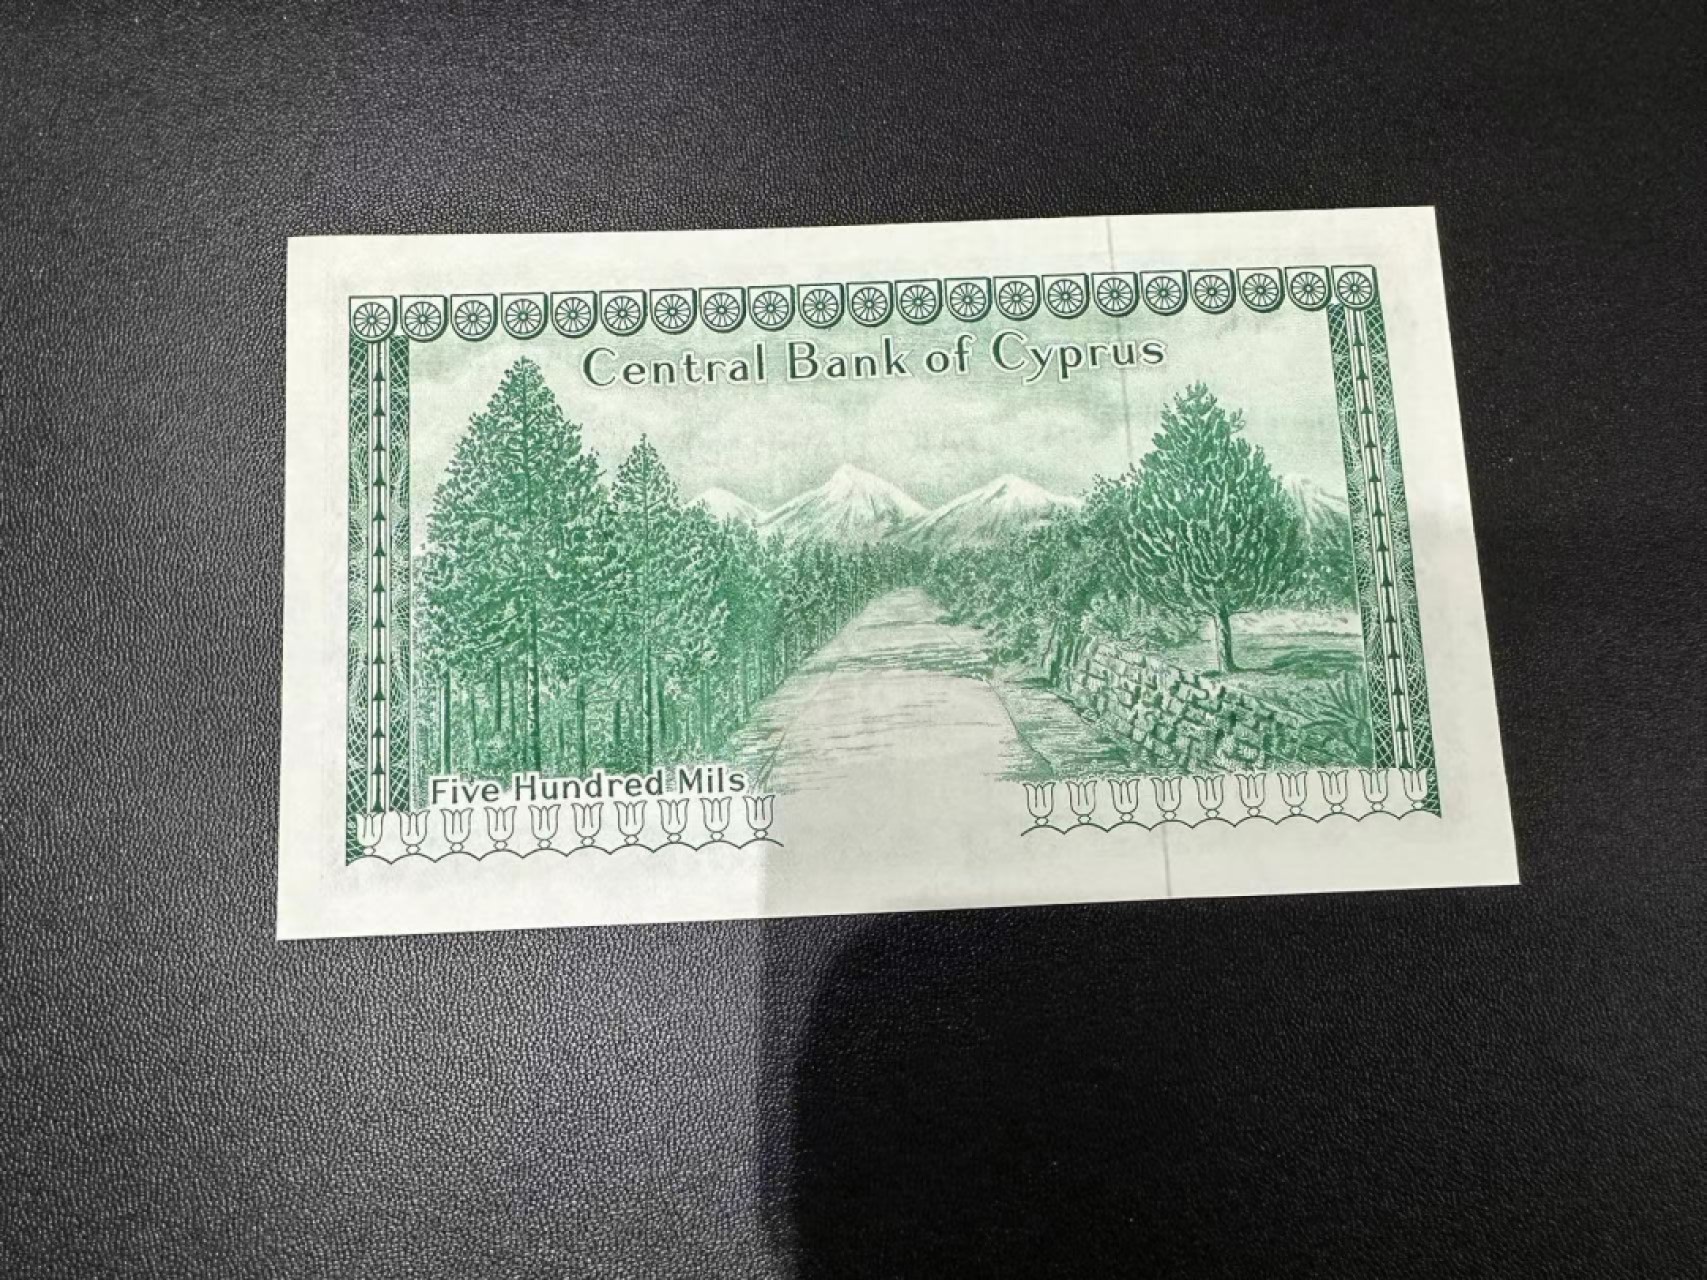 Central Bank of Cyprus
Five Hundred Mils